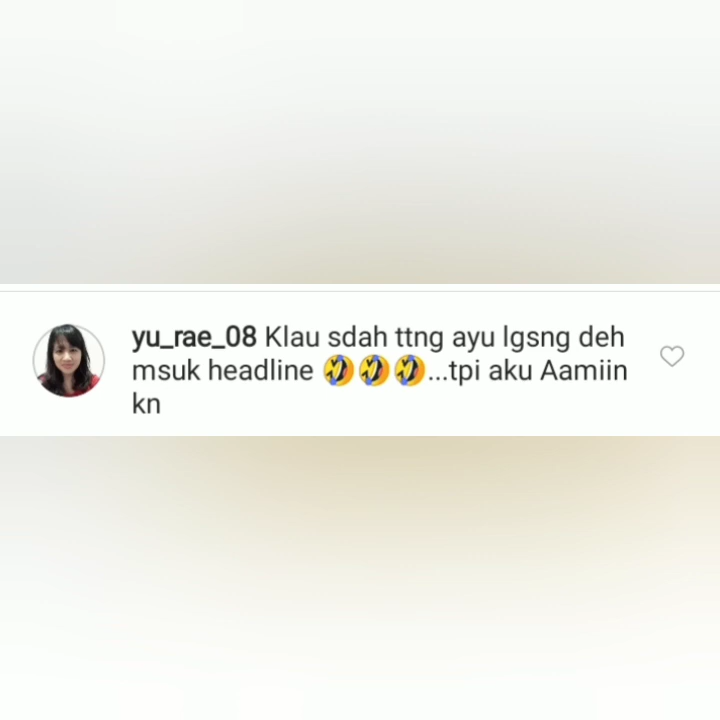 yu_rae_08 Klau sdah ttng ayu lgsng deh
msuk headline 🤣🤣🤣...tpi aku Aamiin
kn